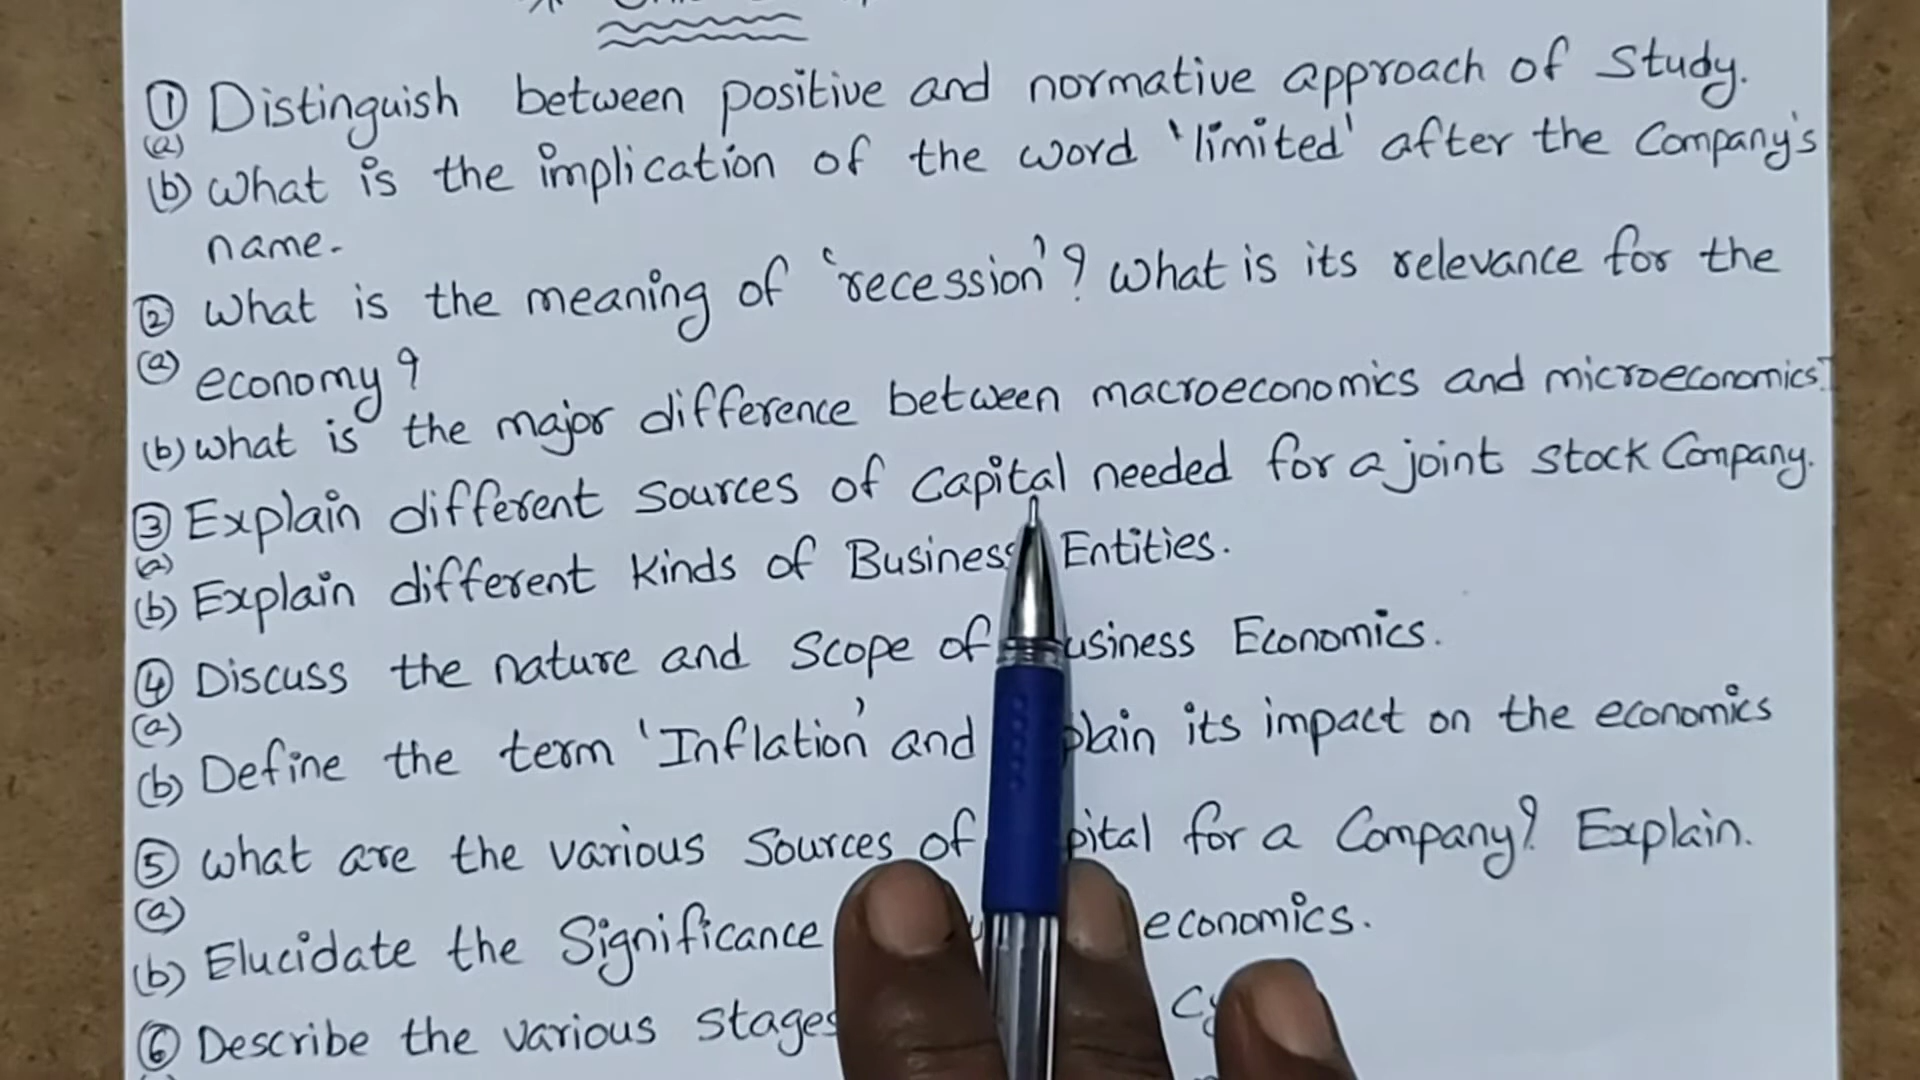 ① Distinguish between positive and normative approach of study.
(a)
(b) What is the implication of the word 'limited' after the Company's
name.
② What is the meaning of 'recession'? What is its relevance for the
(a) economy?
(b) What is the major difference between macroeconomics and microeconomics?
③ Explain different Sources of Capital needed for a joint stock Company.
(a)
(b) Explain different kinds of Business Entities.
④ Discuss the nature and Scope of usiness Economics.
(a)
(b) Define the term 'Inflation' and plain its impact on the economics
⑤ What are the various Sources of pital for a Company? Explain.
(a)
(b) Elucidate the Significance economics.
⑥ Describe the various stages